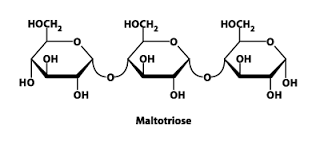 HOCH2 HOCH2 HOCH2
O O O
OH OH OH
HO O O OH
OH OH OH
Maltotriose